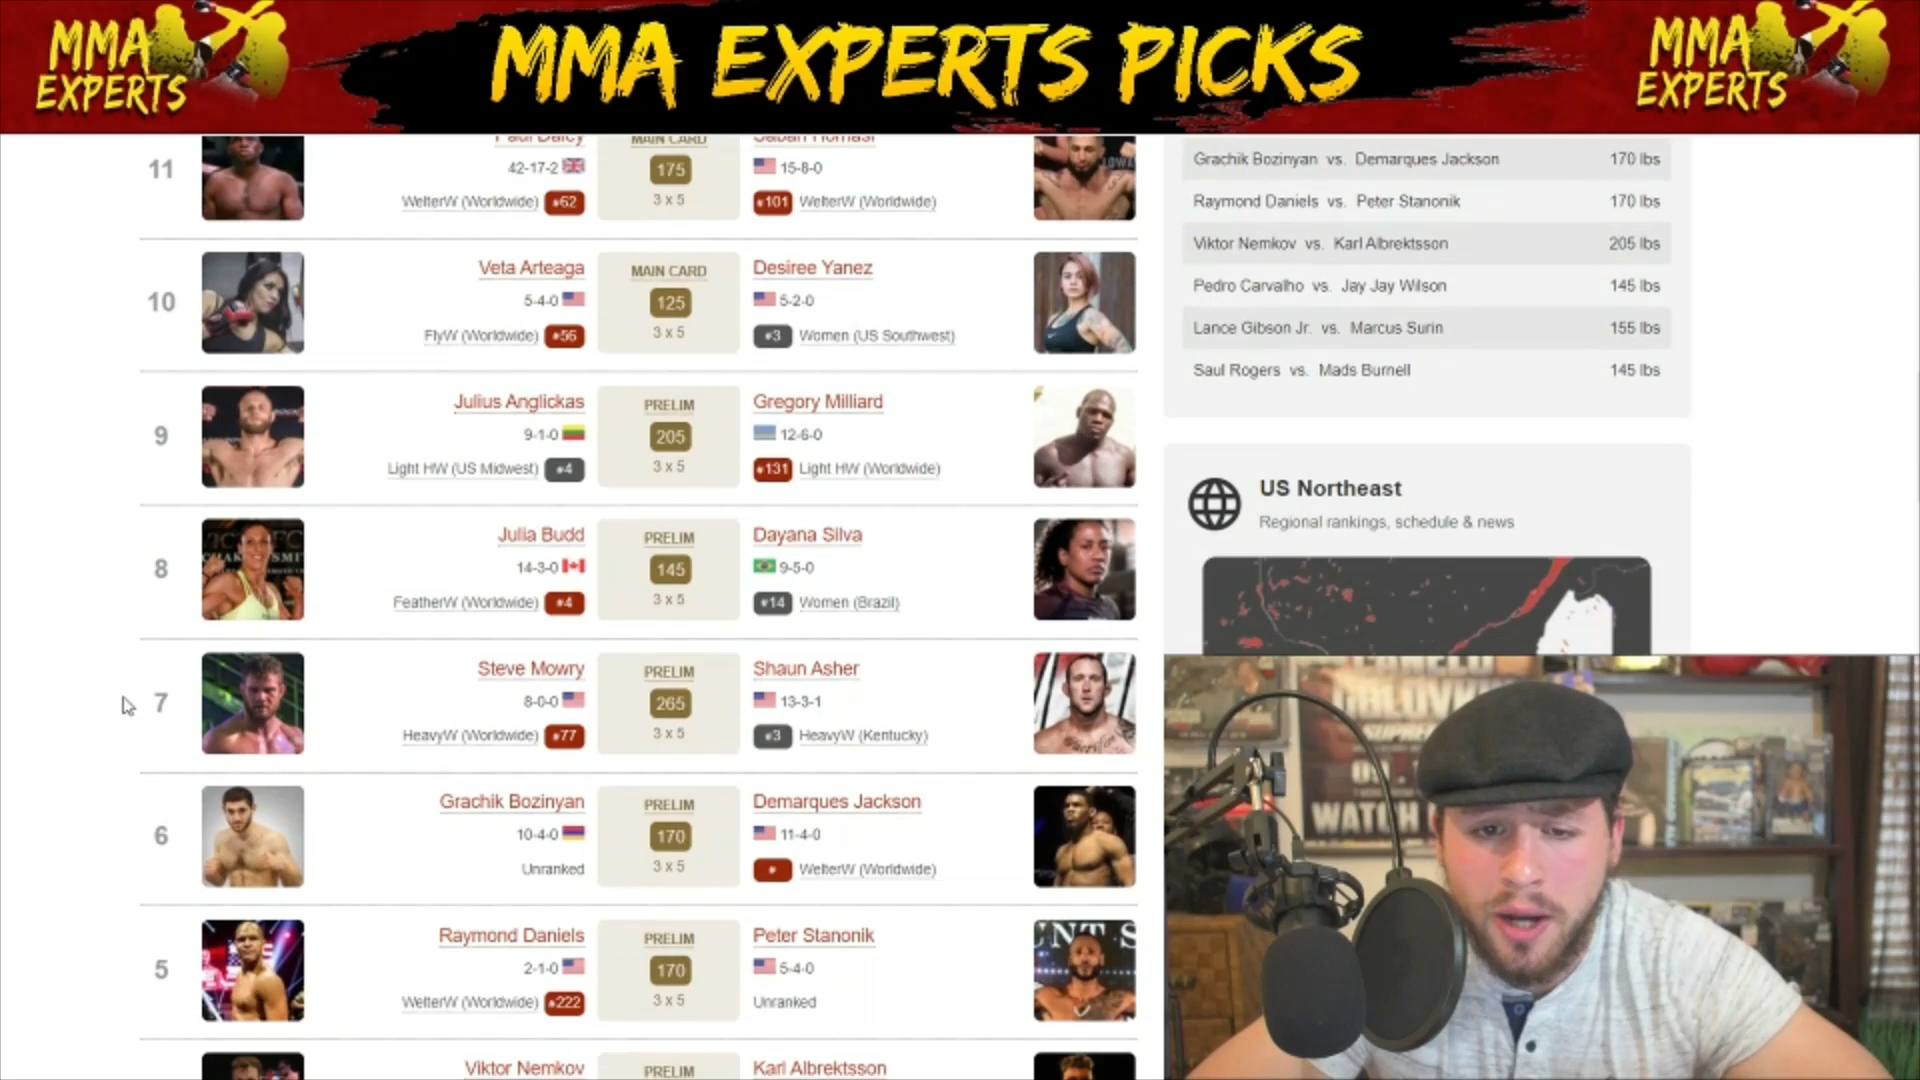 MMA
EXPERTS
MMA EXPERTS PICKS
MMA
EXPERTS
11
Paul Daley
42-17-2
WelterW (Worldwide) #62
MAIN CARD
175
3 x 5
Sabah Homasi
15-8-0
#101 WelterW (Worldwide)
10
Veta Arteaga
5-4-0
FlyW (Worldwide) #56
MAIN CARD
125
3 x 5
Desiree Yanez
5-2-0
#3 Women (US Southwest)
9
Julius Anglickas
9-1-0
Light HW (US Midwest) #4
PRELIM
205
3 x 5
Gregory Milliard
12-6-0
#131 Light HW (Worldwide)
8
Julia Budd
14-3-0
FeatherW (Worldwide) #4
PRELIM
145
3 x 5
Dayana Silva
9-5-0
#14 Women (Brazil)
7
Steve Mowry
8-0-0
HeavyW (Worldwide) #77
PRELIM
265
3 x 5
Shaun Asher
13-3-1
#3 HeavyW (Kentucky)
6
Grachik Bozinyan
10-4-0
Unranked
PRELIM
170
3 x 5
Demarques Jackson
11-4-0
# WelterW (Worldwide)
5
Raymond Daniels
2-1-0
WelterW (Worldwide) #222
PRELIM
170
3 x 5
Peter Stanonik
5-4-0
Unranked
Viktor Nemkov
PRELIM
Karl Albrektsson
Grachik Bozinyan vs. Demarques Jackson 170 lbs
Raymond Daniels vs. Peter Stanonik 170 lbs
Viktor Nemkov vs. Karl Albrektsson 205 lbs
Pedro Carvalho vs. Jay Jay Wilson 145 lbs
Lance Gibson Jr. vs. Marcus Surin 155 lbs
Saul Rogers vs. Mads Burnell 145 lbs
US Northeast
Regional rankings, schedule & news
WATCH